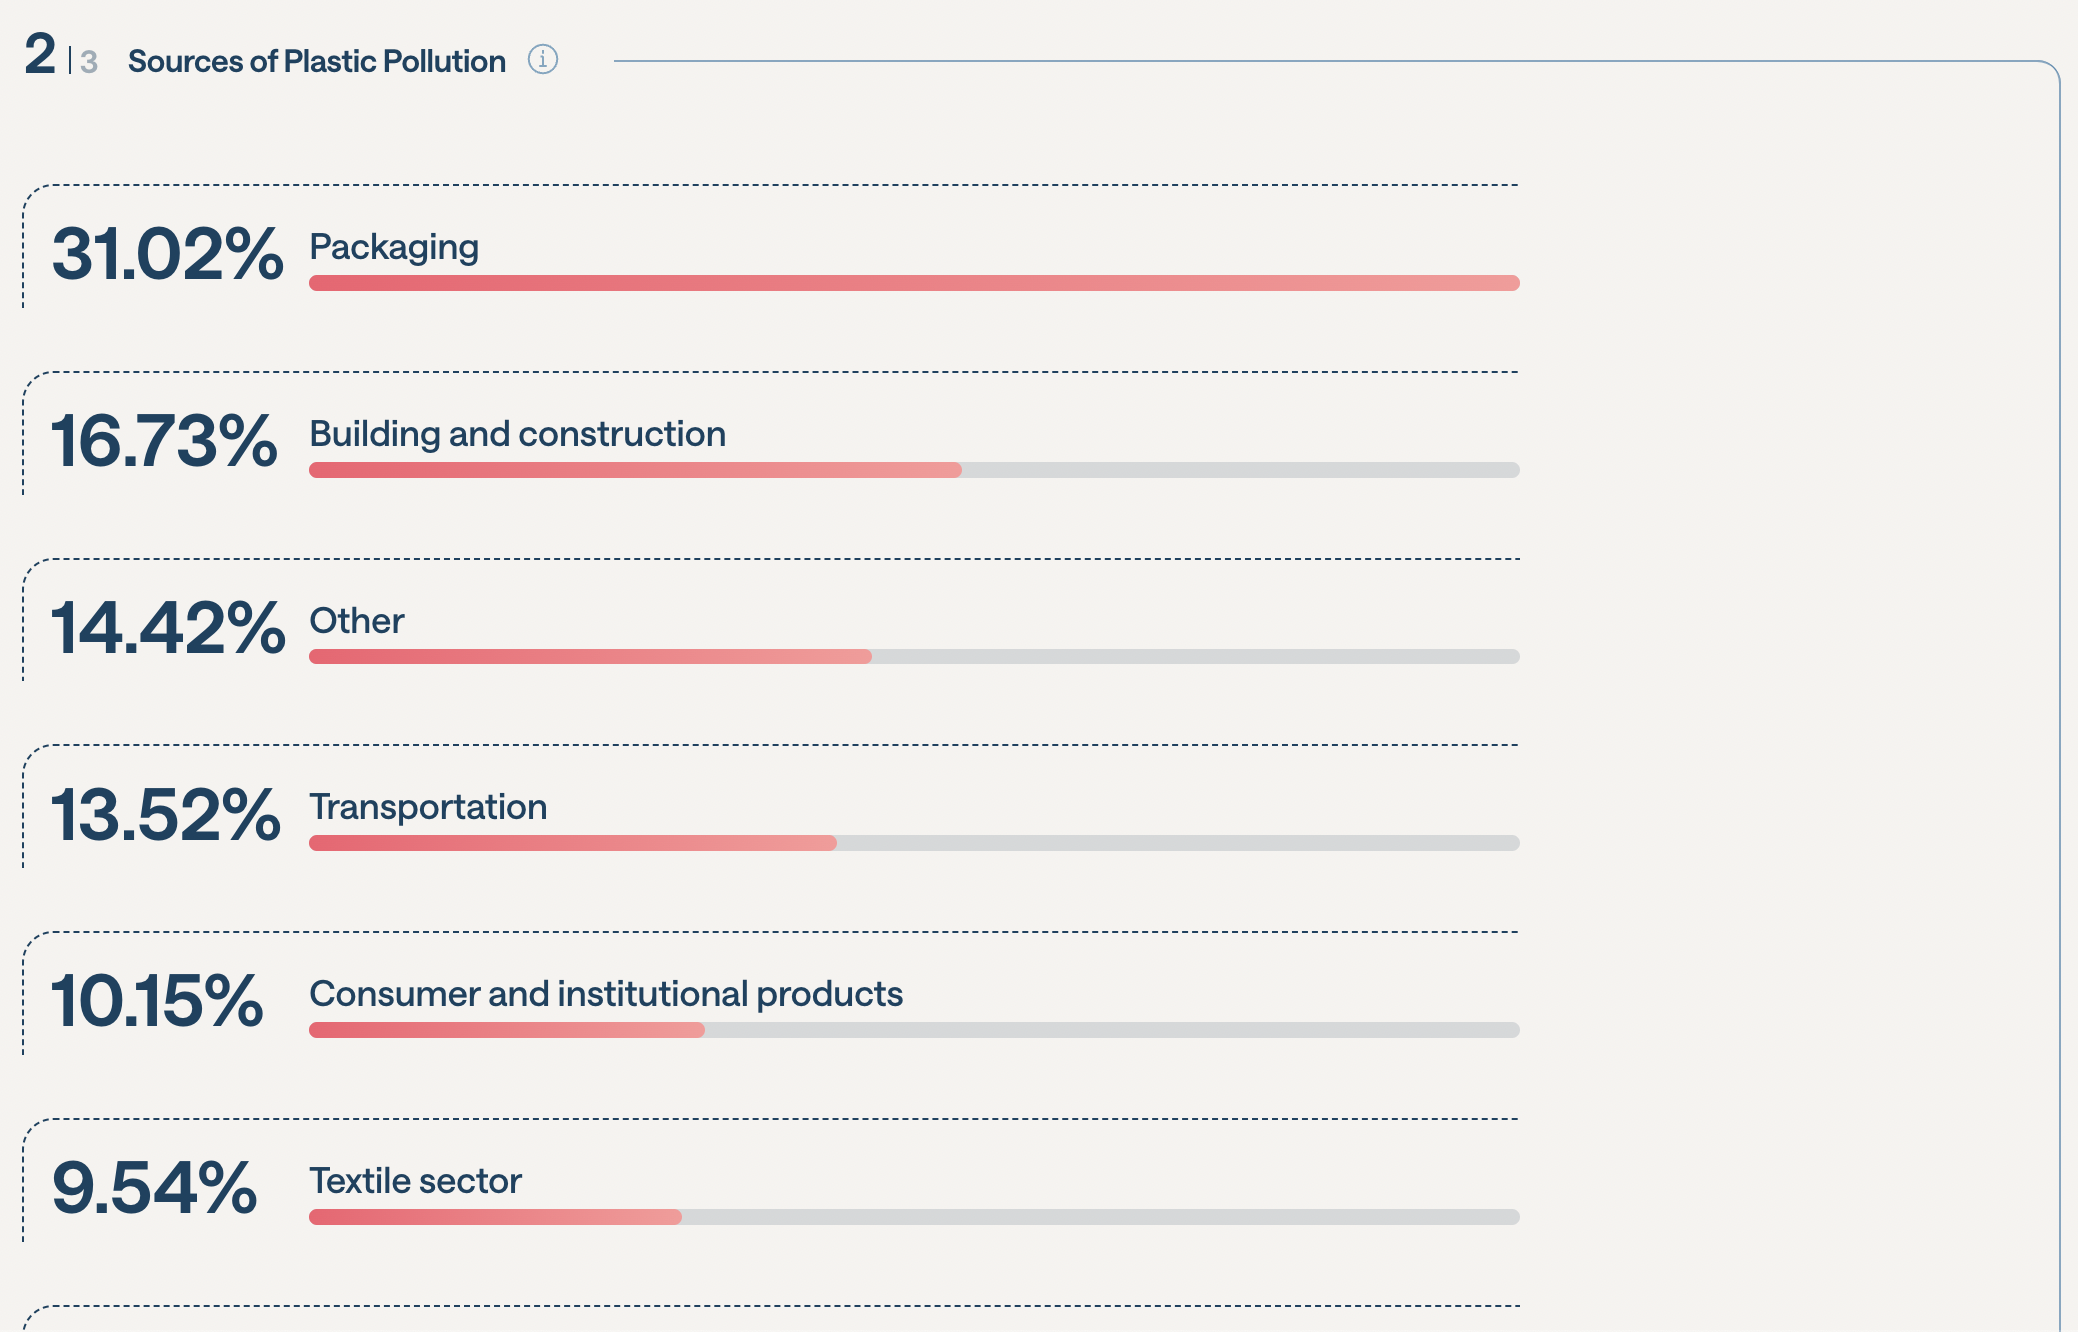 2 | 3 Sources of Plastic Pollution
31.02% Packaging
16.73% Building and construction
14.42% Other
13.52% Transportation
10.15% Consumer and institutional products
9.54% Textile sector